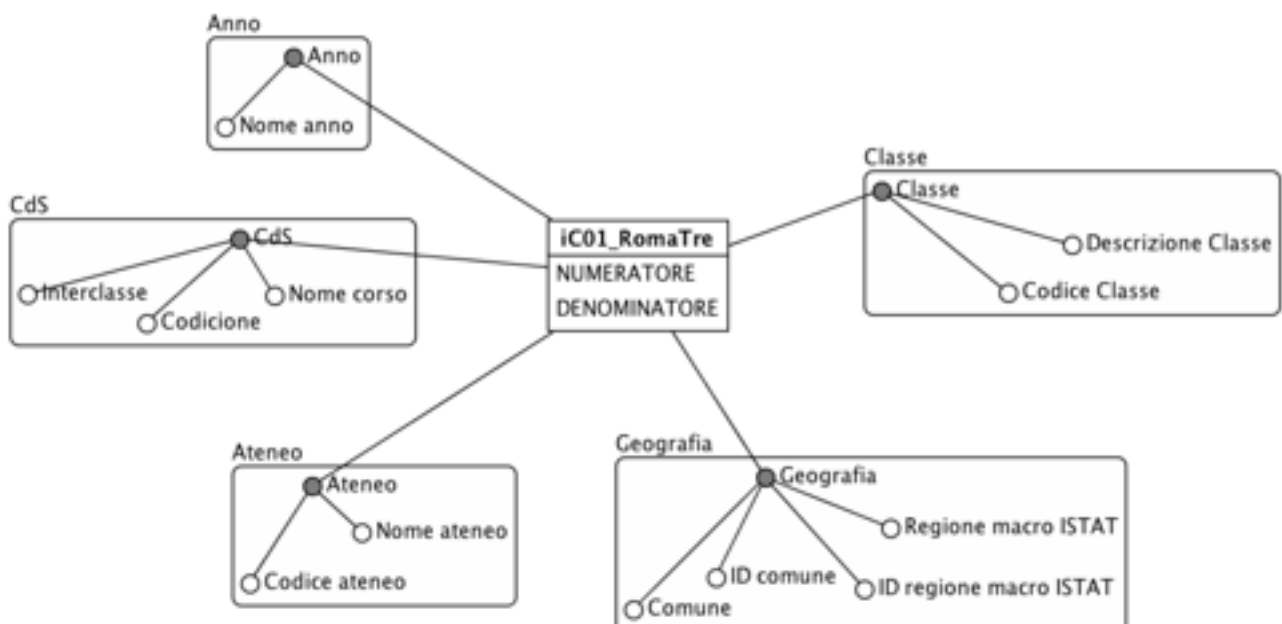 Anno
Anno
Nome anno
CdS
CdS
Interclasse
Nome corso
Codicione
iC01_RomaTre
NUMERATORE
DENOMINATORE
Classe
Classe
Descrizione Classe
Codice Classe
Ateneo
Ateneo
Nome ateneo
Codice ateneo
Geografia
Geografia
Regione macro ISTAT
ID comune
ID regione macro ISTAT
Comune